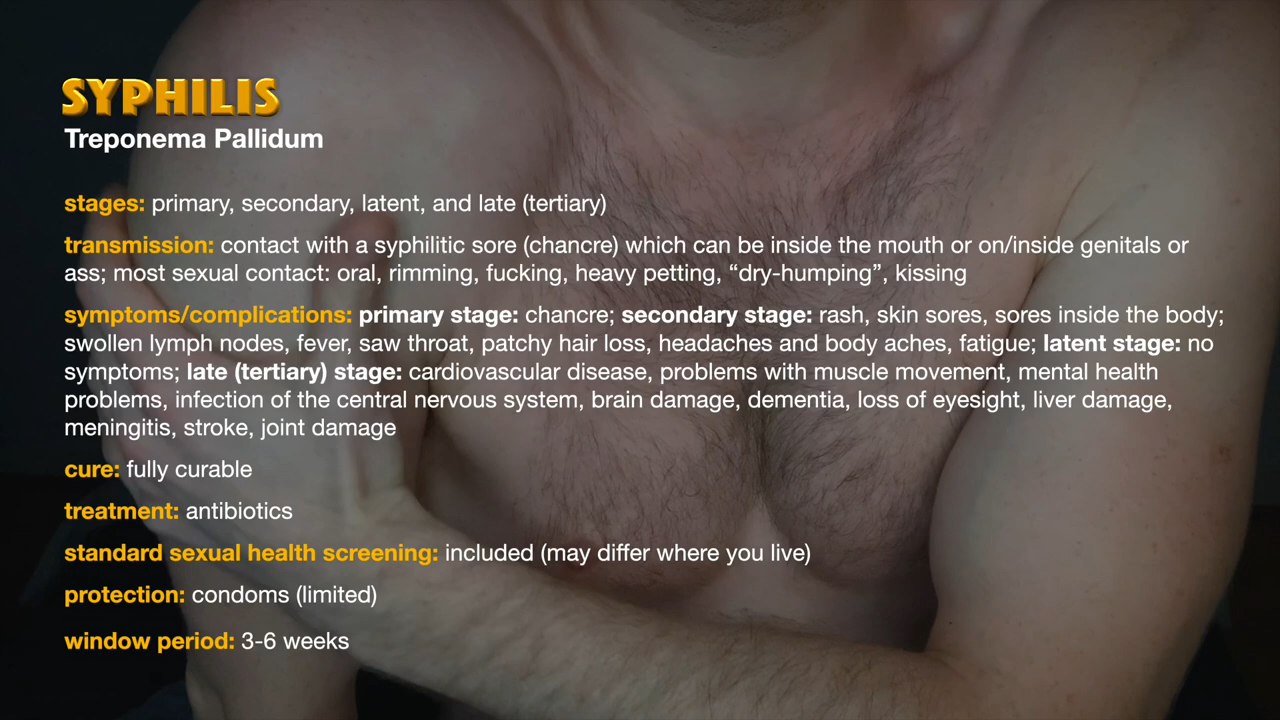 SYPHILIS
Treponema Pallidum
stages: primary, secondary, latent, and late (tertiary)
transmission: contact with a syphilitic sore (chancre) which can be inside the mouth or on/inside genitals or
ass; most sexual contact: oral, rimming, fucking, heavy petting, “dry-humping”, kissing
symptoms/complications: primary stage: chancre; secondary stage: rash, skin sores, sores inside the body;
swollen lymph nodes, fever, saw throat, patchy hair loss, headaches and body aches, fatigue; latent stage: no
symptoms; late (tertiary) stage: cardiovascular disease, problems with muscle movement, mental health
problems, infection of the central nervous system, brain damage, dementia, loss of eyesight, liver damage,
meningitis, stroke, joint damage
cure: fully curable
treatment: antibiotics
standard sexual health screening: included (may differ where you live)
protection: condoms (limited)
window period: 3-6 weeks